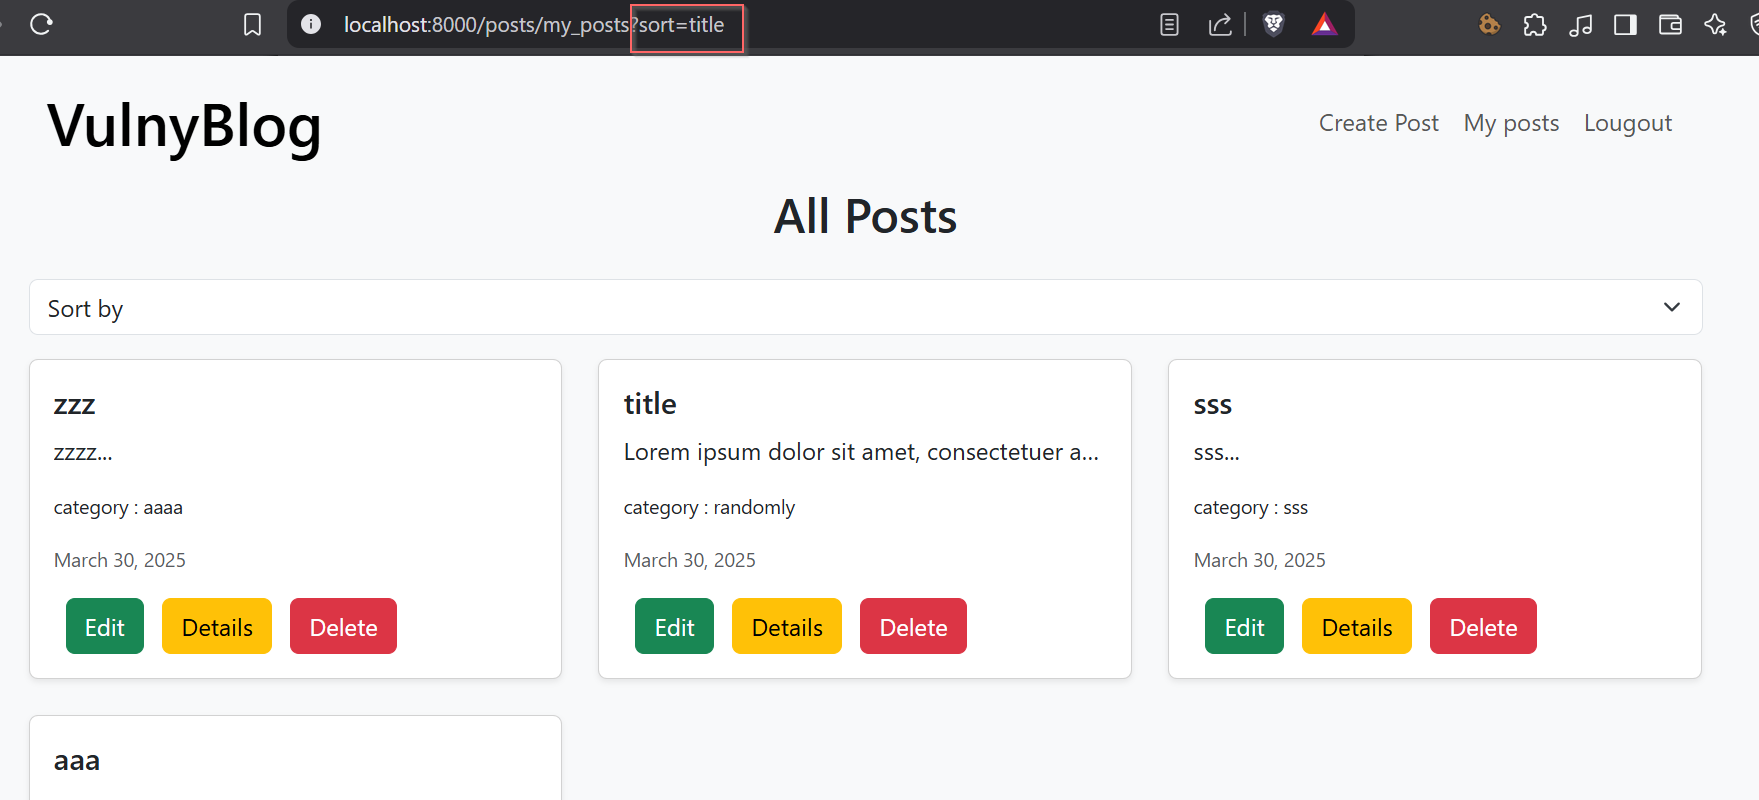 localhost:8000/posts/my_posts?sort=title
VulnyBlog
Create Post My posts Lougout
All Posts
Sort by
zzz
zzzz...
category : aaaa
March 30, 2025
Edit Details Delete
title
Lorem ipsum dolor sit amet, consectetuer a...
category : randomly
March 30, 2025
Edit Details Delete
sss
sss...
category : sss
March 30, 2025
Edit Details Delete
aaa